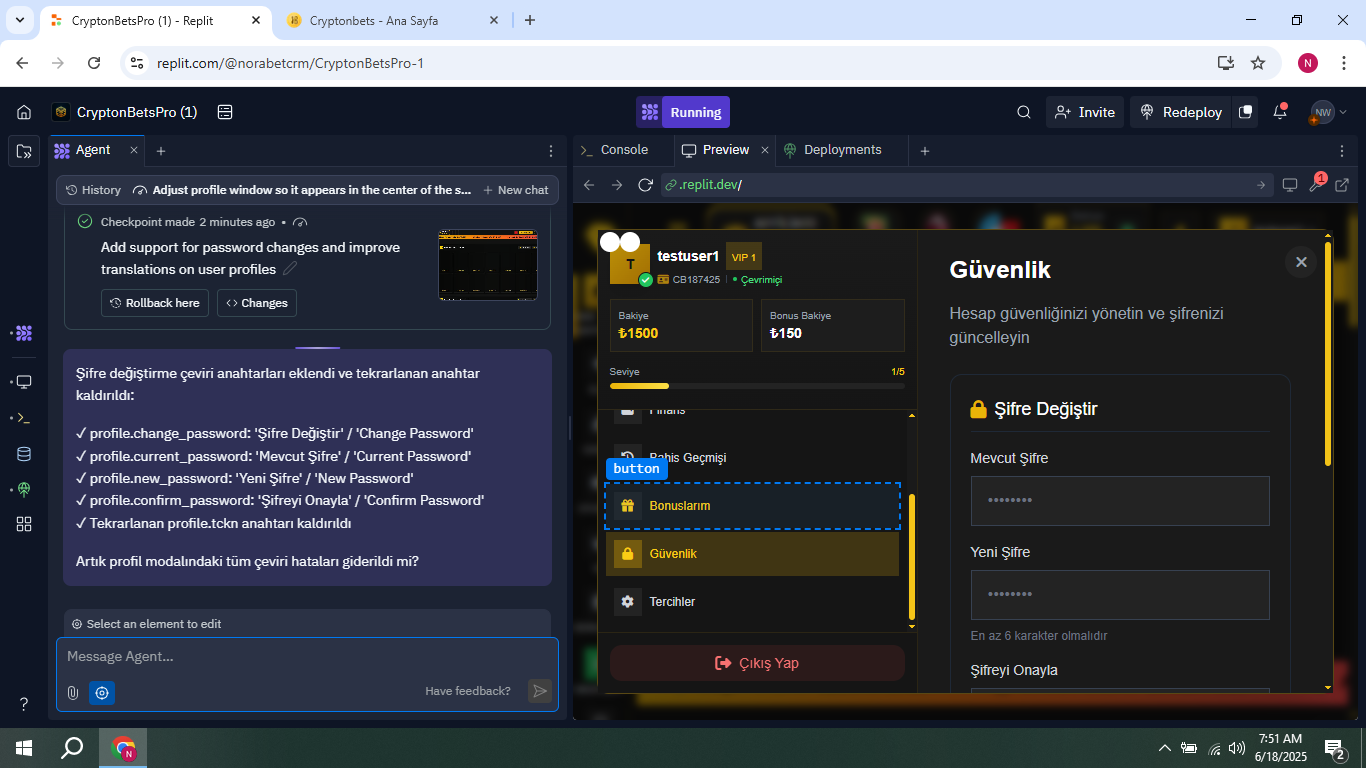 CryptonBetsPro (1) - Replit
Cryptonbets - Ana Sayfa
replit.com/@norabetcrm/CryptonBetsPro-1
N
CryptonBetsPro (1)
Running
Invite
Redeploy
NW
Agent
Console
Preview
Deployments
History
Adjust profile window so it appears in the center of the s...
New chat
.replit.dev/
1
Checkpoint made 2 minutes ago •
Add support for password changes and improve
translations on user profiles
Rollback here
Changes
Şifre değiştirme çeviri anahtarları eklendi ve tekrarlanan anahtar
kaldırıldı:
✓ profile.change_password: 'Şifre Değiştir' / 'Change Password'
✓ profile.current_password: 'Mevcut Şifre' / 'Current Password'
✓ profile.new_password: 'Yeni Şifre' / 'New Password'
✓ profile.confirm_password: 'Şifreyi Onayla' / 'Confirm Password'
✓ Tekrarlanan profile.tckn anahtarı kaldırıldı
Artık profil modalındaki tüm çeviri hataları giderildi mi?
Select an element to edit
Message Agent...
Have feedback?
T
testuser1
VIP 1
CB187425
• Çevrimiçi
Bakiye
₺1500
Bonus Bakiye
₺150
Seviye
1/5
Finans
Bahis Geçmişi
button
Bonuslarım
Güvenlik
Tercihler
Çıkış Yap
Güvenlik
Hesap güvenliğinizi yönetin ve şifrenizi
güncelleyin
Şifre Değiştir
Mevcut Şifre
••••••••
Yeni Şifre
••••••••
En az 6 karakter olmalıdır
Şifreyi Onayla
N
7:51 AM
6/18/2025
2